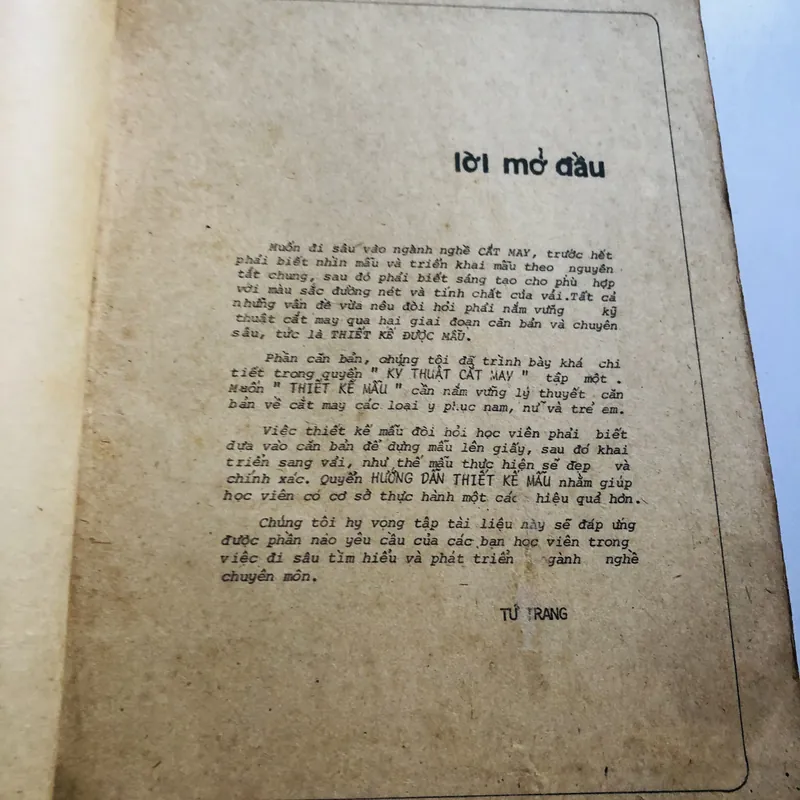 lời mở đầu
Muốn đi sâu vào ngành nghề CẮT MAY, trước hết
phải biết nhìn mẫu và triển khai mẫu theo nguyên
tắt chung, sau đó phải biết sáng tạo cho phù hợp
với màu sắc đường nét và tính chất của vải.Tất cả
những vấn đề vừa nêu đòi hỏi phải nắm vững kỹ
thuật cắt may qua hai giai đoạn căn bản và chuyên
sâu, tức là THIẾT KẾ ĐƯỢC MẪU.
Phần căn bản, chúng tôi đã trình bày khá chi
tiết trong quyển " KỸ THUẬT CẮT MAY " tập một .
Muốn " THIẾT KẾ MẪU " cần nắm vững lý thuyết căn
bản về cắt may các loại y phục nam, nữ và trẻ em.
Việc thiết kế mẫu đòi hỏi học viên phải biết
dựa vào căn bản để dựng mẫu lên giấy, sau đó khai
triển sang vải, như thế mẫu thực hiện sẽ đẹp và
chính xác. Quyển HƯỚNG DẪN THIẾT KẾ MẪU nhằm giúp
học viên có cơ sở thực hành một các hiệu quả hơn.
Chúng tôi hy vọng tập tài liệu này sẽ đáp ứng
được phần nào yêu cầu của các bạn học viên trong
việc đi sâu tìm hiểu và phát triển gành nghề
chuyên môn.
TỨ TRANG